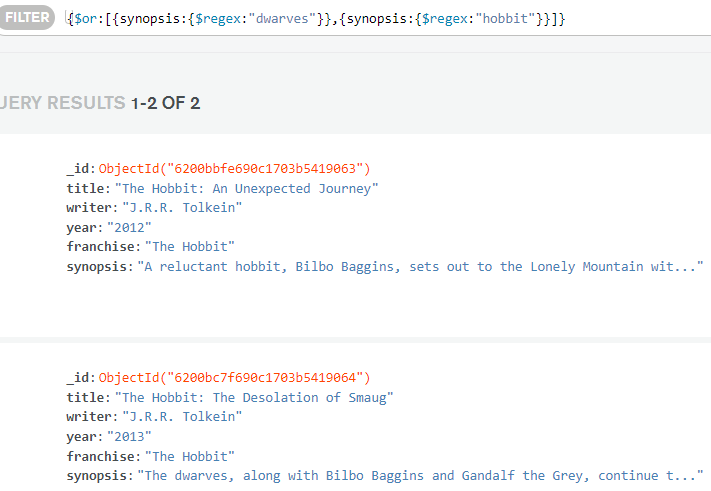 FILTER {$or:[{synopsis:{$regex:"dwarves"}},{synopsis:{$regex:"hobbit"}}]}
UERY RESULTS 1-2 OF 2
_id: ObjectId("6200bbfe690c1703b5419063")
title: "The Hobbit: An Unexpected Journey"
writer: "J.R.R. Tolkein"
year: "2012"
franchise: "The Hobbit"
synopsis: "A reluctant hobbit, Bilbo Baggins, sets out to the Lonely Mountain wit..."
_id: ObjectId("6200bc7f690c1703b5419064")
title: "The Hobbit: The Desolation of Smaug"
writer: "J.R.R. Tolkein"
year: "2013"
franchise: "The Hobbit"
synopsis: "The dwarves, along with Bilbo Baggins and Gandalf the Grey, continue t..."